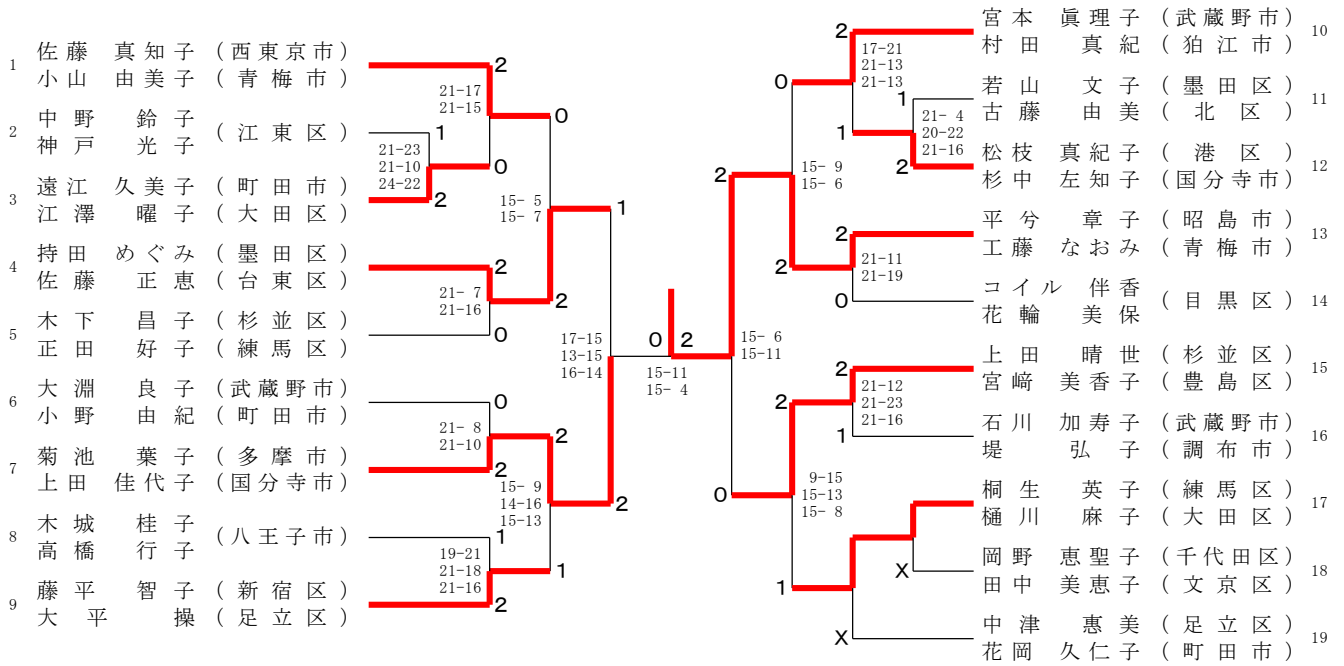 1 佐藤 真知子 (西東京市)
小山 由美子 (青梅市)
2 中野 鈴子 (江東区)
神戸 光子
3 遠江 久美子 (町田市)
江澤 曜子 (大田区)
4 持田 めぐみ (墨田区)
佐藤 正恵 (台東区)
5 木下 昌子 (杉並区)
正田 好子 (練馬区)
6 大淵 良子 (武蔵野市)
小野 由紀 (町田市)
7 菊池 葉子 (多摩市)
上田 佳代子 (国分寺市)
8 木城 桂子 (八王子市)
高橋 行子
9 藤平 智子 (新宿区)
大平 操 (足立区)
2
21-17
21-15
0
1
21-23
21-10
24-22
0
2
15- 5
15- 7
1
2
21- 7
21-16
2
0
17-15
13-15
16-14
0
21- 8
21-10
2
2
15- 9
14-16
15-13
2
1
19-21
21-18
21-16
1
2
0 2
15-11
15- 4
2
17-21
21-13
21-13
0
1
21- 4
20-22
21-16
1
2
15- 9
15- 6
2
2
21-11
21-19
2
0
15- 6
15-11
2
21-12
21-23
21-16
2
1
9-15
15-13
15- 8
0
X
1
X
宮本 眞理子 (武蔵野市) 10
村田 真紀 (狛江市)
若山 文子 (墨田区) 11
古藤 由美 (北区)
松枝 真紀子 (港区) 12
杉中 左知子 (国分寺市)
平兮 章子 (昭島市) 13
工藤 なおみ (青梅市)
コイル 伴香 (目黒区) 14
花輪 美保
上田 晴世 (杉並区) 15
宮﨑 美香子 (豊島区)
石川 加寿子 (武蔵野市) 16
堤 弘子 (調布市)
桐生 英子 (練馬区) 17
樋川 麻子 (大田区)
岡野 恵聖子 (千代田区) 18
田中 美恵子 (文京区)
中津 惠美 (足立区) 19
花岡 久仁子 (町田市)